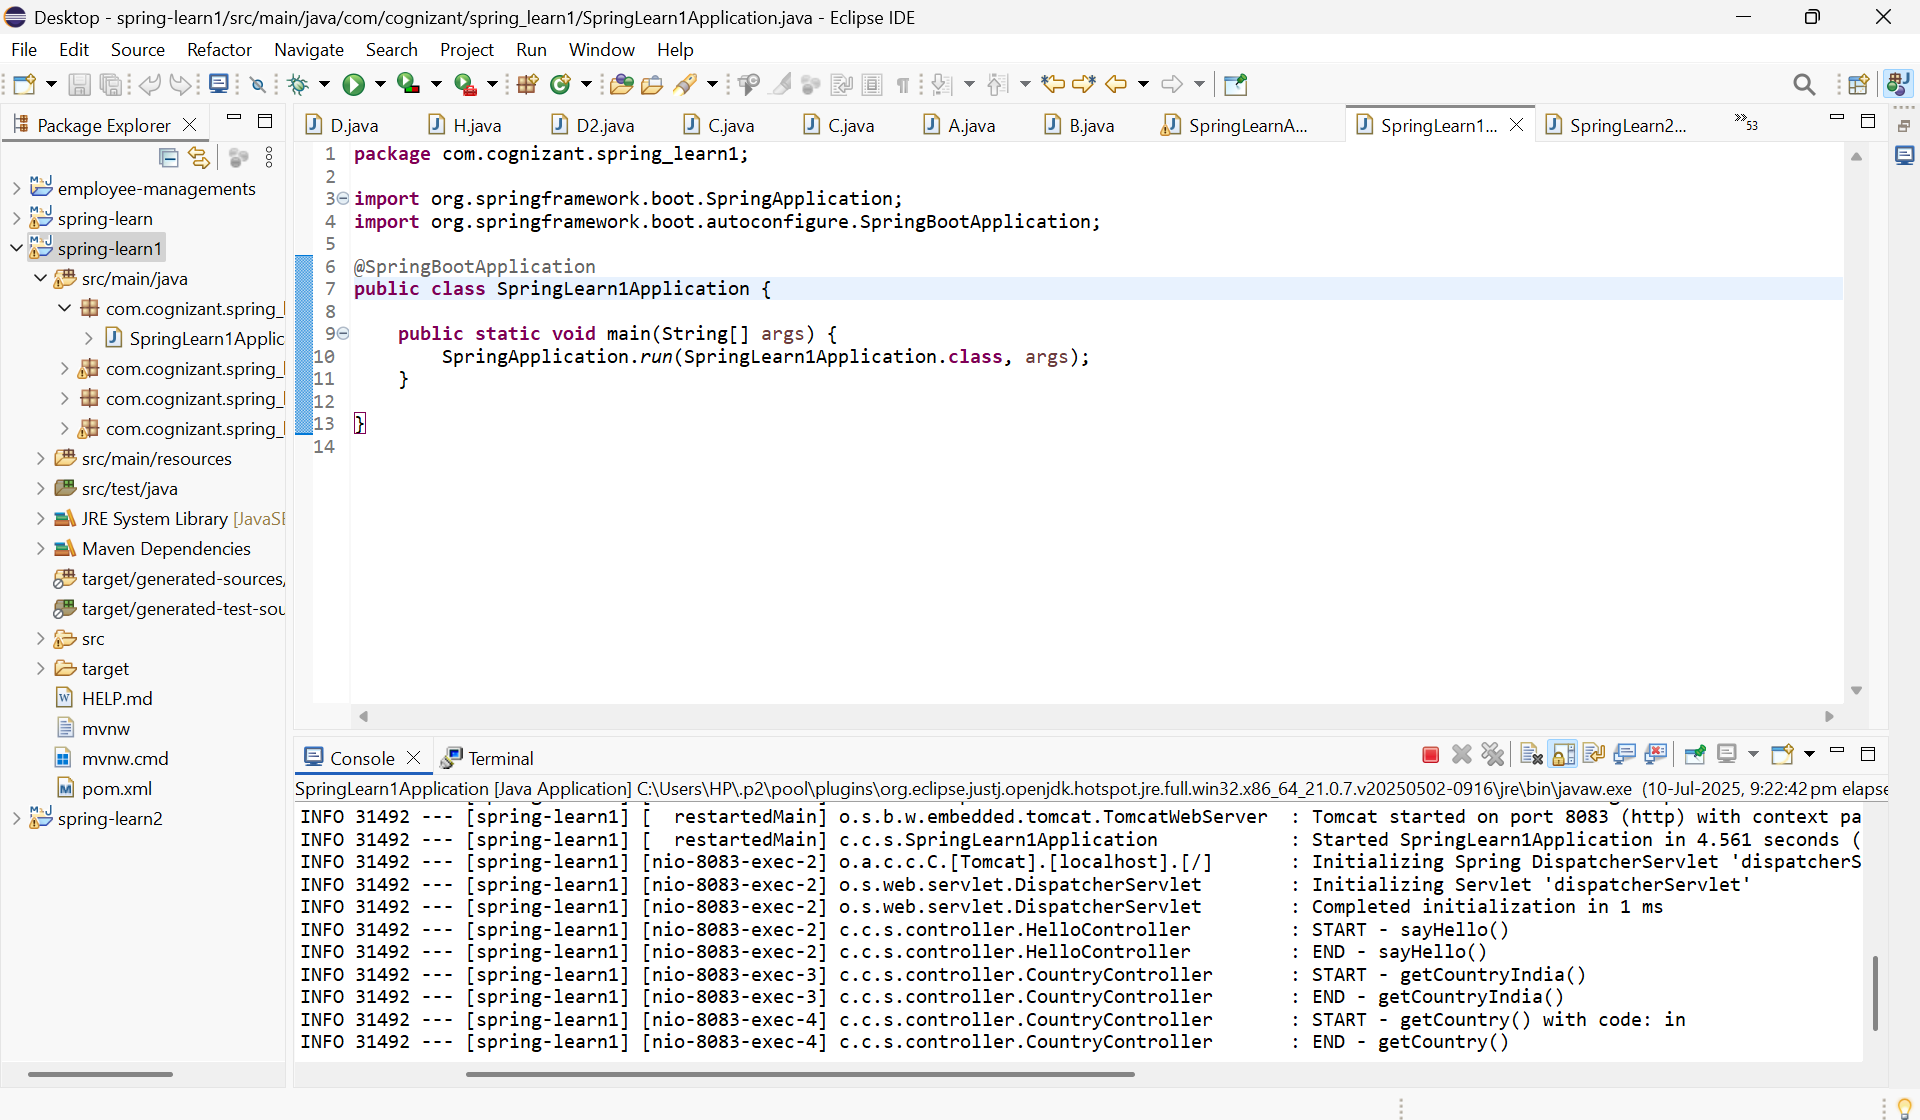 Desktop - spring-learn1/src/main/java/com/cognizant/spring_learn1/SpringLearn1Application.java - Eclipse IDE
File Edit Source Refactor Navigate Search Project Run Window Help
Package Explorer
D.java H.java D2.java C.java C.java A.java B.java SpringLearnA... SpringLearn1... SpringLearn2... »53
employee-managements
spring-learn
spring-learn1
src/main/java
com.cognizant.spring_l
SpringLearn1Applic
com.cognizant.spring_l
com.cognizant.spring_l
com.cognizant.spring_l
src/main/resources
src/test/java
JRE System Library [JavaSE
Maven Dependencies
target/generated-sources/
target/generated-test-sou
src
target
HELP.md
mvnw
mvnw.cmd
pom.xml
spring-learn2
1 package com.cognizant.spring_learn1;
2
3 import org.springframework.boot.SpringApplication;
4 import org.springframework.boot.autoconfigure.SpringBootApplication;
5
6 @SpringBootApplication
7 public class SpringLearn1Application {
8
9 public static void main(String[] args) {
10 SpringApplication.run(SpringLearn1Application.class, args);
11 }
12
13 }
14
Console Terminal
SpringLearn1Application [Java Application] C:\Users\HP\.p2\pool\plugins\org.eclipse.justj.openjdk.hotspot.jre.full.win32.x86_64_21.0.7.v20250502-0916\jre\bin\javaw.exe (10-Jul-2025, 9:22:42 pm elapse
INFO 31492 --- [spring-learn1] [  restartedMain] o.s.b.w.embedded.tomcat.TomcatWebServer : Tomcat started on port 8083 (http) with context pa
INFO 31492 --- [spring-learn1] [  restartedMain] c.c.s.SpringLearn1Application : Started SpringLearn1Application in 4.561 seconds (
INFO 31492 --- [spring-learn1] [nio-8083-exec-2] o.a.c.c.C.[Tomcat].[localhost].[/] : Initializing Spring DispatcherServlet 'dispatcherS
INFO 31492 --- [spring-learn1] [nio-8083-exec-2] o.s.web.servlet.DispatcherServlet : Initializing Servlet 'dispatcherServlet'
INFO 31492 --- [spring-learn1] [nio-8083-exec-2] o.s.web.servlet.DispatcherServlet : Completed initialization in 1 ms
INFO 31492 --- [spring-learn1] [nio-8083-exec-2] c.c.s.controller.HelloController : START - sayHello()
INFO 31492 --- [spring-learn1] [nio-8083-exec-2] c.c.s.controller.HelloController : END - sayHello()
INFO 31492 --- [spring-learn1] [nio-8083-exec-3] c.c.s.controller.CountryController : START - getCountryIndia()
INFO 31492 --- [spring-learn1] [nio-8083-exec-3] c.c.s.controller.CountryController : END - getCountryIndia()
INFO 31492 --- [spring-learn1] [nio-8083-exec-4] c.c.s.controller.CountryController : START - getCountry() with code: in
INFO 31492 --- [spring-learn1] [nio-8083-exec-4] c.c.s.controller.CountryController : END - getCountry()